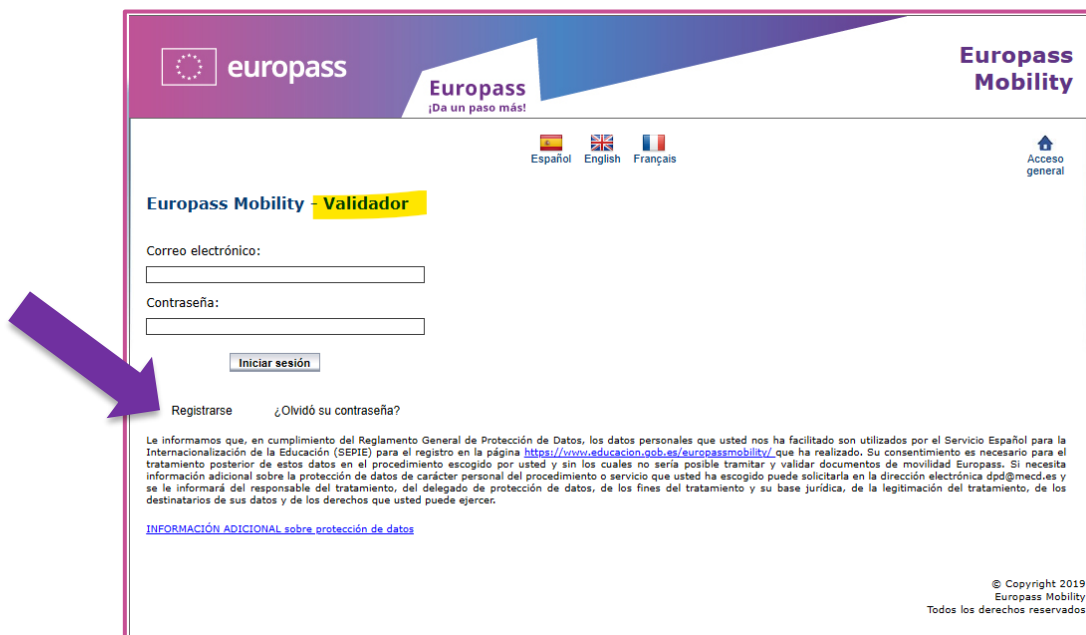 europass
Europass
¡Da un paso más!
Europass
Mobility
Español English Français
Acceso
general
Europass Mobility - Validador
Correo electrónico:
Contraseña:
Iniciar sesión
Registrarse ¿Olvidó su contraseña?
Le informamos que, en cumplimiento del Reglamento General de Protección de Datos, los datos personales que usted nos ha facilitado son utilizados por el Servicio Español para la
Internacionalización de la Educación (SEPIE) para el registro en la página https://www.educacion.gob.es/europassmobility/ que ha realizado. Su consentimiento es necesario para el
tratamiento posterior de estos datos en el procedimiento escogido por usted y sin los cuales no sería posible tramitar y validar documentos de movilidad Europass. Si necesita
información adicional sobre la protección de datos de carácter personal del procedimiento o servicio que usted ha escogido puede solicitarla en la dirección electrónica dpd@mecd.es y
se le informará del responsable del tratamiento, del delegado de protección de datos, de los fines del tratamiento y su base jurídica, de la legitimación del tratamiento, de los
destinatarios de sus datos y de los derechos que usted puede ejercer.
INFORMACIÓN ADICIONAL sobre protección de datos
© Copyright 2019
Europass Mobility
Todos los derechos reservados